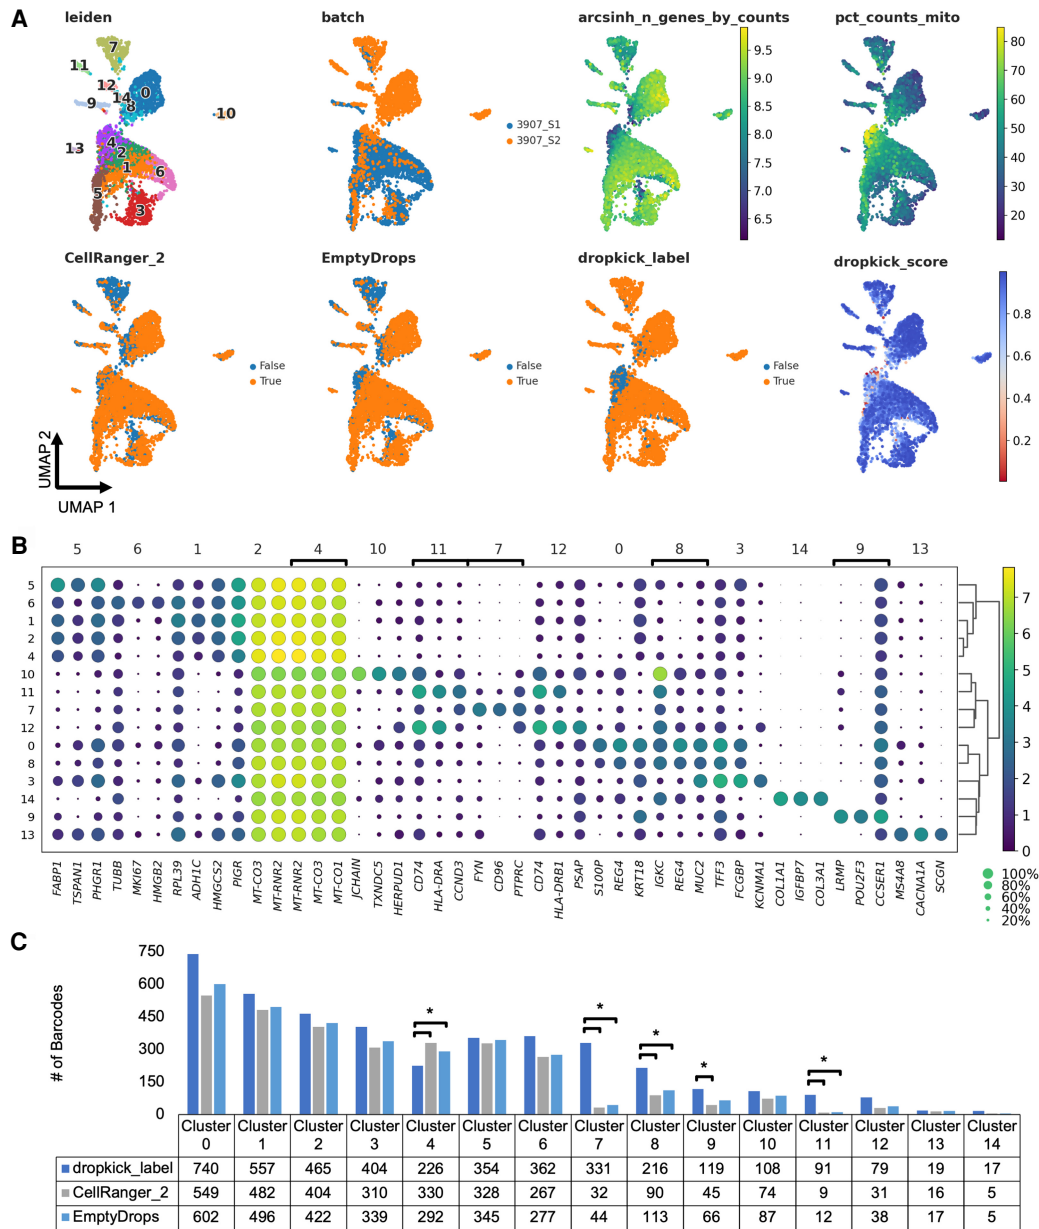 A
leiden
batch
arcsinh_n_genes_by_counts
pct_counts_mito
7
11
12
0
14
8
9
10
4
2
13
1
6
5
3
3907_S1
3907_S2
9.5
9.0
8.5
8.0
7.5
7.0
6.5
80
70
60
50
40
30
20
CellRanger_2
EmptyDrops
dropkick_label
dropkick_score
False
True
False
True
False
True
0.8
0.6
0.4
0.2
UMAP 2
UMAP 1
B
5 6 1 2 4 10 11 7 12 0 8 3 14 9 13
5
6
1
2
4
10
11
7
12
0
8
3
14
9
13
FABP1 TSPAN1 PHGR1 TUBB MKI67 HMGB2 RPL39 ADH1C HMGCS2 PIGR MT-CO3 MT-RNR2 MT-RNR2 MT-CO3 MT-CO1 JCHAIN TXNDC5 HERPUD1 CD74 HLA-DRA CCND3 FYN CD96 PTPRC CD74 HLA-DRB1 PSAP S100P REG4 KRT18 IGKC REG4 MUC2 TFF3 FCGBP KCNMA1 COL1A1 IGFBP7 COL3A1 LRMP POU2F3 CCSER1 MS4A8 CACNA1A SCGN
7
6
5
4
3
2
1
0
100%
80%
60%
40%
20%
C
# of Barcodes
750
600
450
300
150
0
* * * * *
Cluster 0 Cluster 1 Cluster 2 Cluster 3 Cluster 4 Cluster 5 Cluster 6 Cluster 7 Cluster 8 Cluster 9 Cluster 10 Cluster 11 Cluster 12 Cluster 13 Cluster 14
dropkick_label 740 557 465 404 226 354 362 331 216 119 108 91 79 19 17
CellRanger_2 549 482 404 310 330 328 267 32 90 45 74 9 31 16 5
EmptyDrops 602 496 422 339 292 345 277 44 113 66 87 12 38 17 5